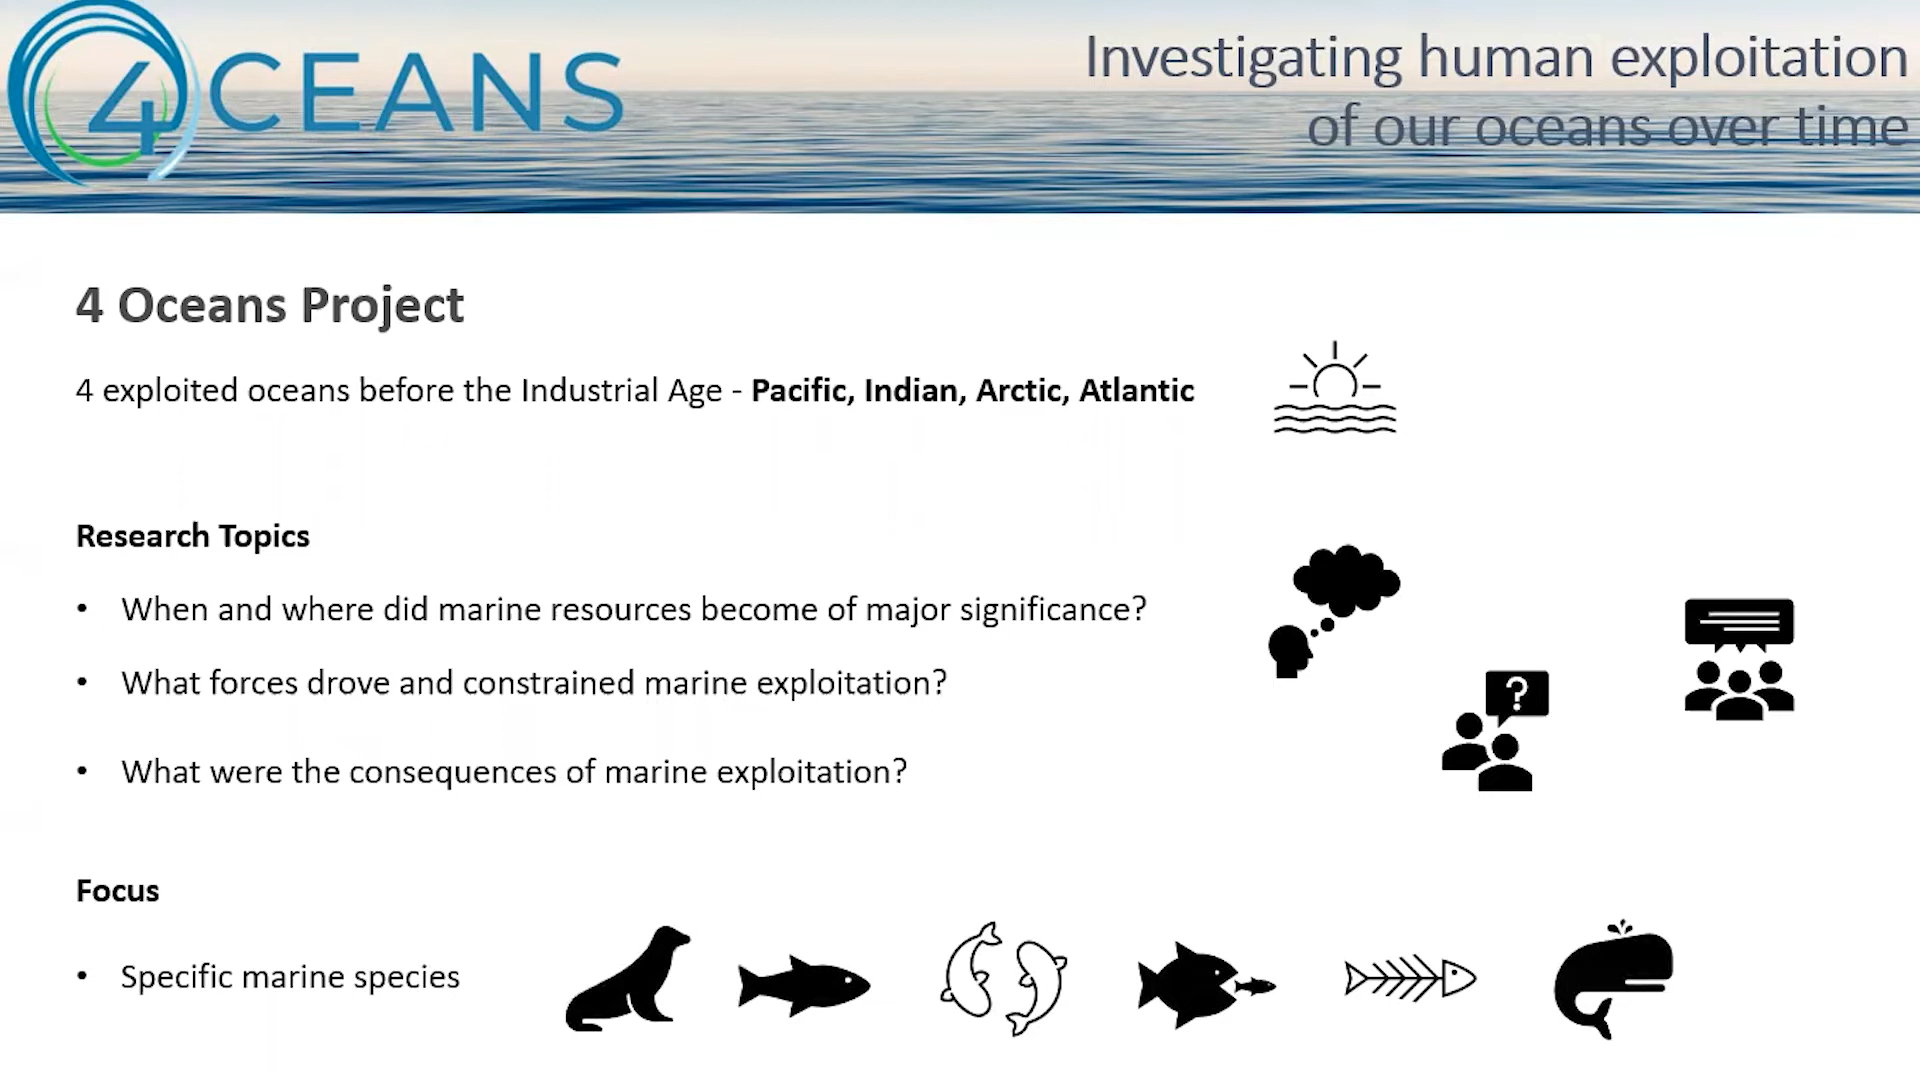 4OCEANS
Investigating human exploitation
of our oceans over time
4 Oceans Project
4 exploited oceans before the Industrial Age - Pacific, Indian, Arctic, Atlantic
Research Topics
• When and where did marine resources become of major significance?
• What forces drove and constrained marine exploitation?
• What were the consequences of marine exploitation?
?
Focus
• Specific marine species